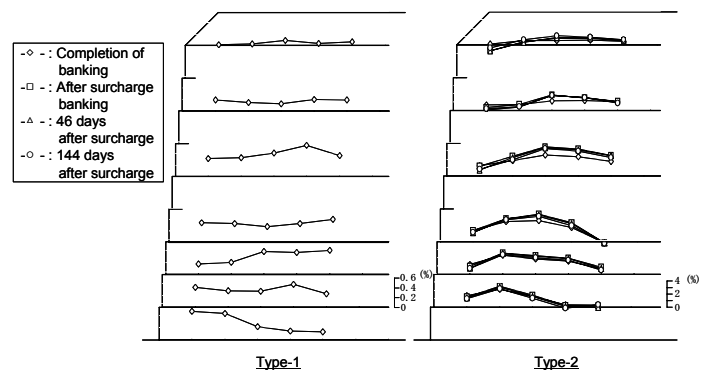 -◇- : Completion of
banking
-□- : After surcharge
banking
-△- : 46 days
after surcharge
-○- : 144 days
after surcharge
0.6 (%)
0.4
0.2
0
4 (%)
2
0
Type-1
Type-2